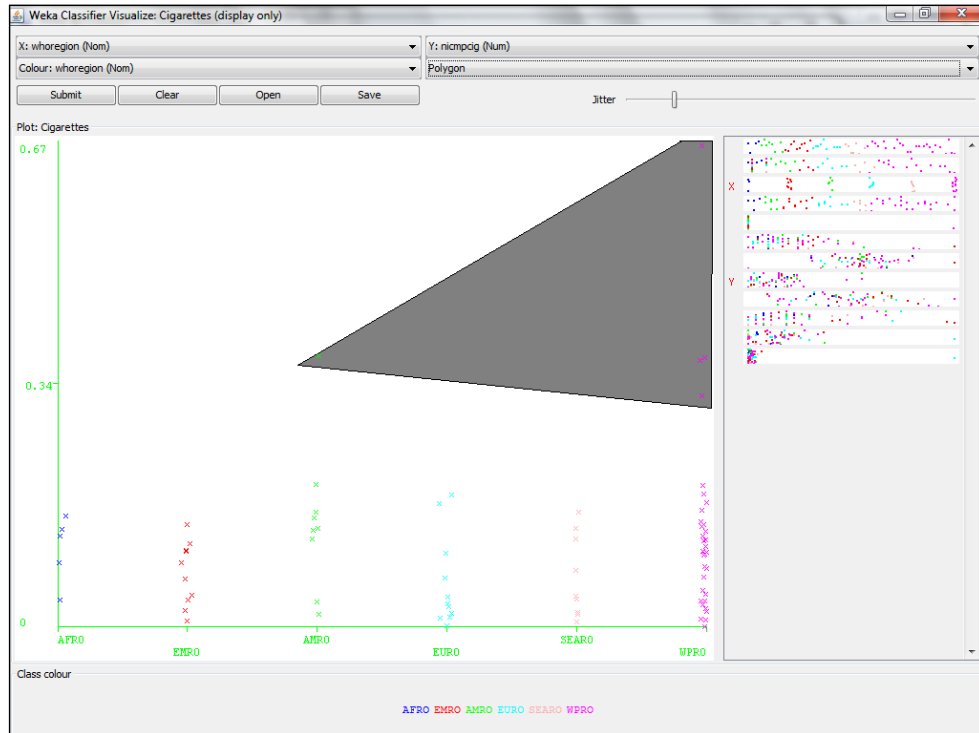 Weka Classifier Visualize: Cigarettes (display only)
X: whoregion (Nom) Y: nicmpcig (Num)
Colour: whoregion (Nom) Polygon
Submit Clear Open Save Jitter
Plot: Cigarettes
0.67
X
Y
0.34
0
AFRO AMRO SEARO
EMRO EURO WPRO
Class colour
AFRO EMRO AMRO EURO SEARO WPRO